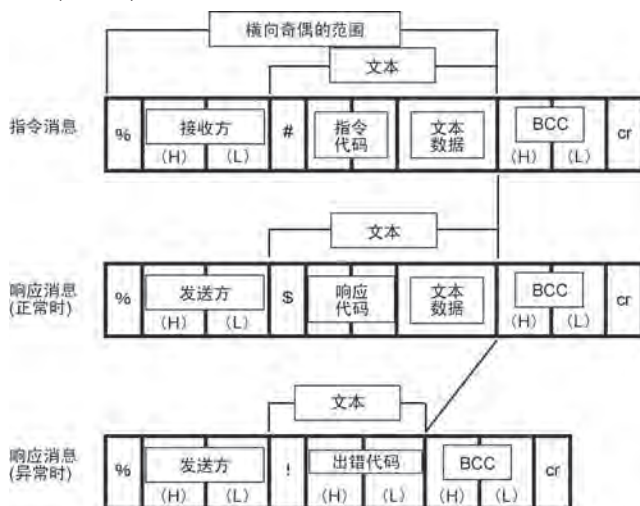 横向奇偶的范围
文本
指令消息
% 接收方 # 指令代码 文本数据 BCC cr
(H) (L) (H) (L)
文本
响应消息
(正常时)
% 发送方 $ 响应代码 文本数据 BCC cr
(H) (L) (H) (L)
文本
响应消息
(异常时)
% 发送方 ! 出错代码 BCC cr
(H) (L) (H) (L) (H) (L)